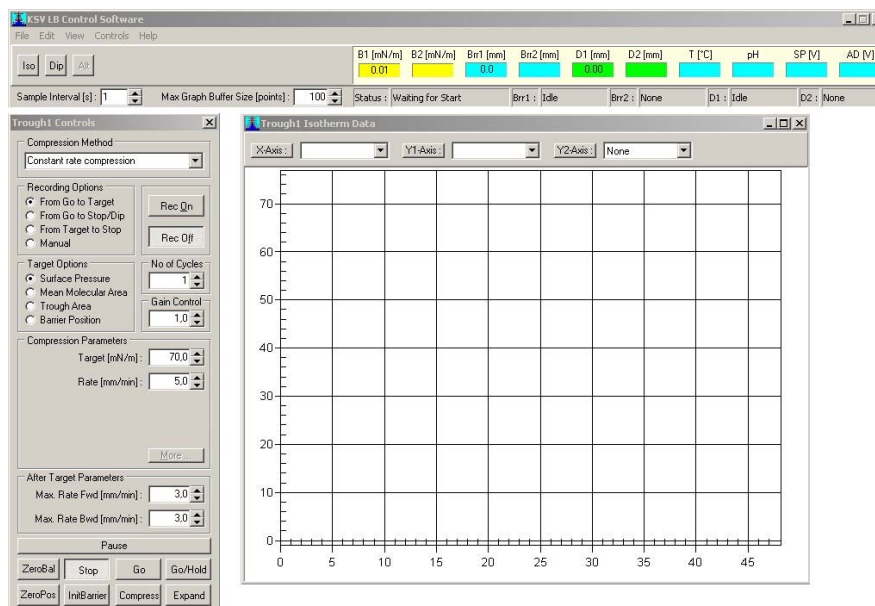 KSV LB Control Software
File Edit View Controls Help
Iso Dip Alt
B1 [mN/m] B2 [mN/m] Brr1 [mm] Brr2 [mm] D1 [mm] D2 [mm] T [°C] pH SP [V] AD [V]
0.01 0.0 0.00
Sample Interval [s] : 1 Max Graph Buffer Size [points] : 100 Status : Waiting for Start Brr1 : Idle Brr2 : None D1 : Idle D2 : None
Trough1 Controls
Compression Method
Constant rate compression
Recording Options
From Go to Target
From Go to Stop/Dip
From Target to Stop
Manual
Rec On
Rec Off
Target Options
Surface Pressure
Mean Molecular Area
Trough Area
Barrier Position
No of Cycles
1
Gain Control
1,0
Compression Parameters
Target [mN/m] : 70,0
Rate [mm/min] : 5,0
More ...
After Target Parameters
Max. Rate Fwd [mm/min] : 3,0
Max. Rate Bwd [mm/min] : 3,0
Pause
ZeroBal Stop Go Go/Hold
ZeroPos InitBarrier Compress Expand
Trough1 Isotherm Data
X-Axis : Y1-Axis : Y2-Axis : None
70
60
50
40
30
20
10
0
0 5 10 15 20 25 30 35 40 45